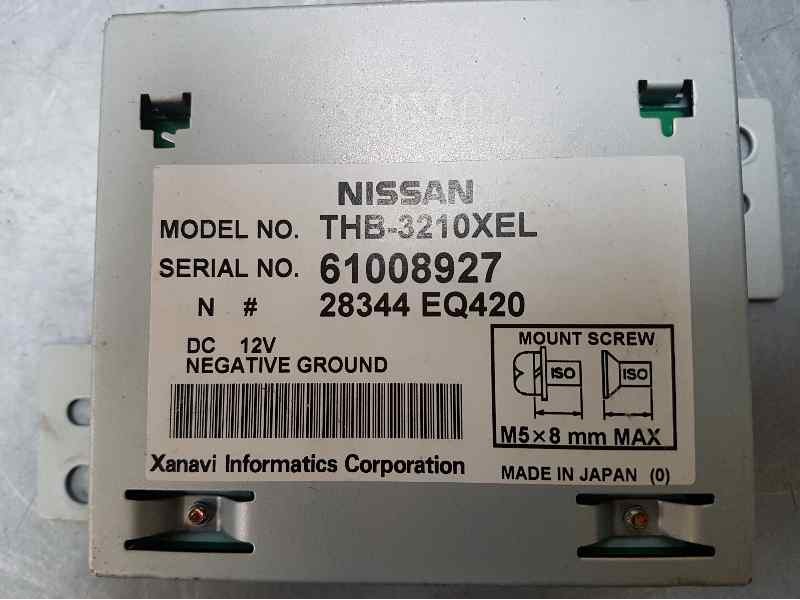 NISSAN
MODEL NO. THB-3210XEL
SERIAL NO. 61008927
N # 28344 EQ420
DC 12V
NEGATIVE GROUND
MOUNT SCREW
ISO ISO
M5×8 mm MAX
Xanavi Informatics Corporation
MADE IN JAPAN (0)